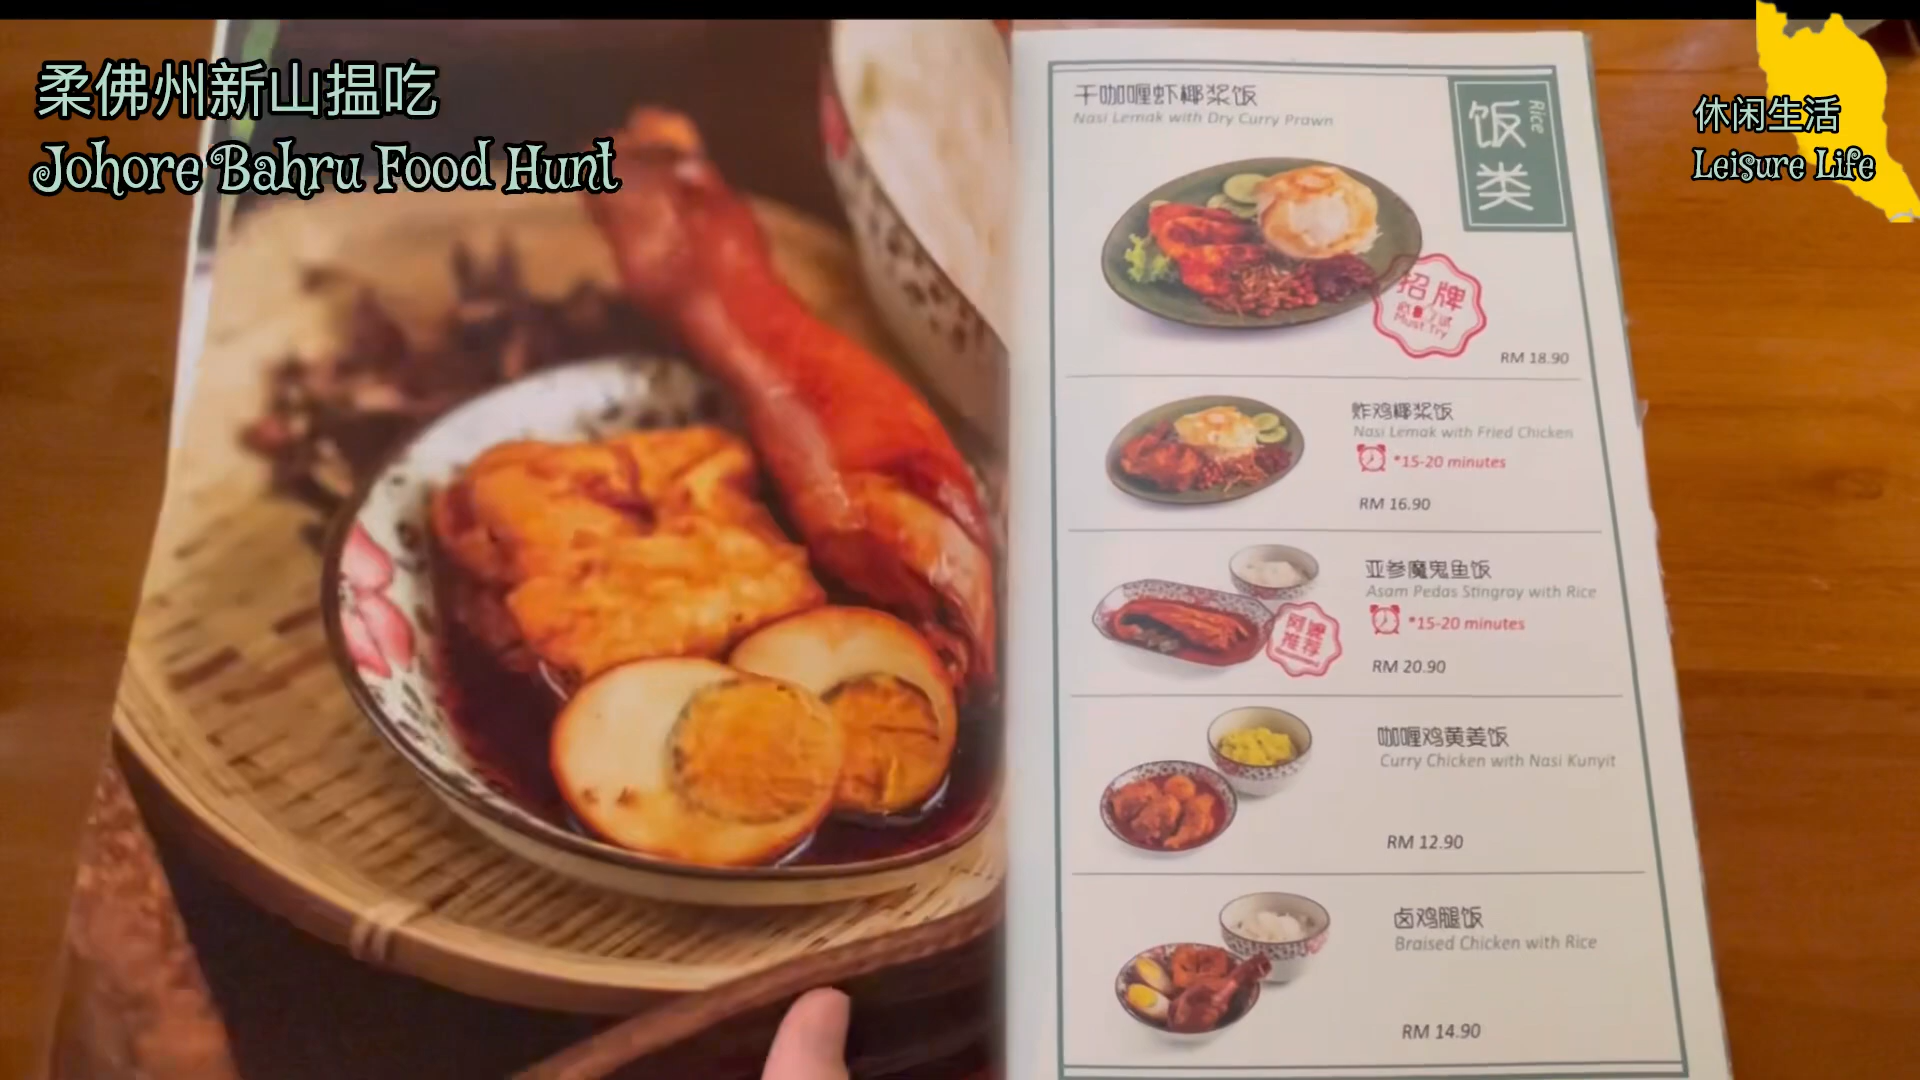 柔佛州新山揾吃
Johore Bahru Food Hunt
休闲生活
Leisure Life
饭类
Rice
干咖喱虾椰浆饭
Nasi Lemak with Dry Curry Prawn
招牌
Must Try
RM 18.90
炸鸡椰浆饭
Nasi Lemak with Fried Chicken
*15-20 minutes
RM 16.90
亚参魔鬼鱼饭
Asam Pedas Stingray with Rice
*15-20 minutes
推荐
RM 20.90
咖喱鸡黄姜饭
Curry Chicken with Nasi Kunyit
RM 12.90
卤鸡腿饭
Braised Chicken with Rice
RM 14.90